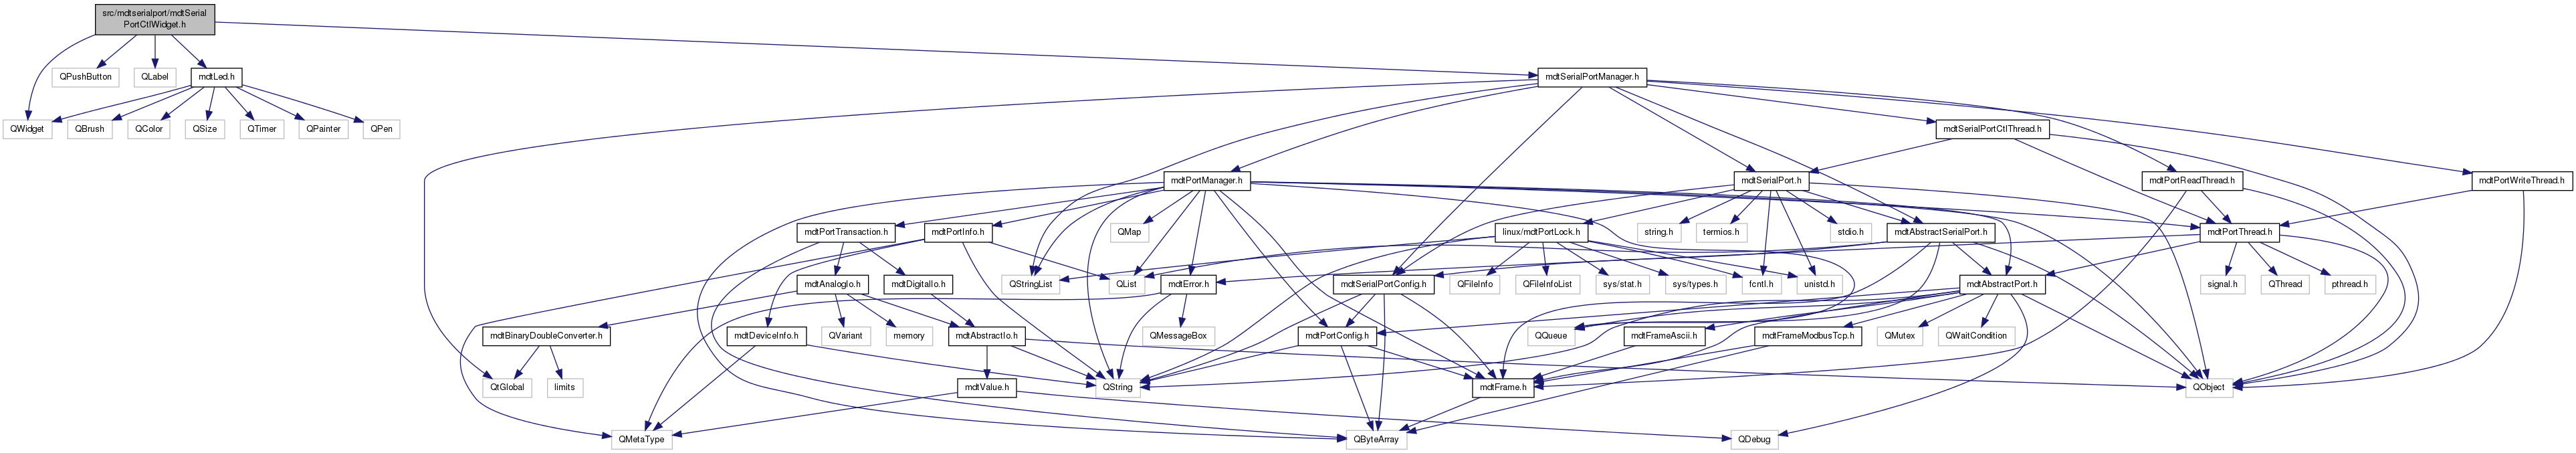 src/mdtserialport/mdtSerial
PortCtlWidget.h
QPushButton
QLabel
mdtLed.h
mdtSerialPortManager.h
QWidget
QBrush
QColor
QSize
QTimer
QPainter
QPen
mdtSerialPortCtlThread.h
mdtPortManager.h
mdtSerialPort.h
mdtPortReadThread.h
mdtPortWriteThread.h
mdtPortTransaction.h
mdtPortInfo.h
QMap
linux/mdtPortLock.h
string.h
termios.h
stdio.h
mdtAbstractSerialPort.h
mdtPortThread.h
mdtAnalogIo.h
mdtDigitalIo.h
QStringList
QList
mdtError.h
mdtSerialPortConfig.h
QFileInfo
QFileInfoList
sys/stat.h
sys/types.h
fcntl.h
unistd.h
mdtAbstractPort.h
signal.h
QThread
pthread.h
mdtBinaryDoubleConverter.h
mdtDeviceInfo.h
QVariant
memory
mdtAbstractIo.h
QMessageBox
mdtPortConfig.h
QQueue
mdtFrameAscii.h
mdtFrameModbusTcp.h
QMutex
QWaitCondition
QtGlobal
limits
mdtValue.h
QString
mdtFrame.h
QObject
QMetaType
QByteArray
QDebug